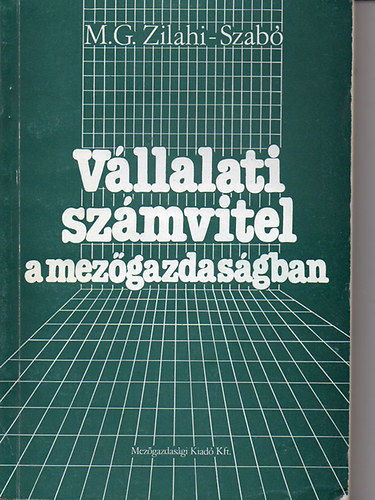 M.G. Zilahi-Szabó
Vállalati
számvitel
a mezőgazdaságban
Mezőgazdasági Kiadó Kft.